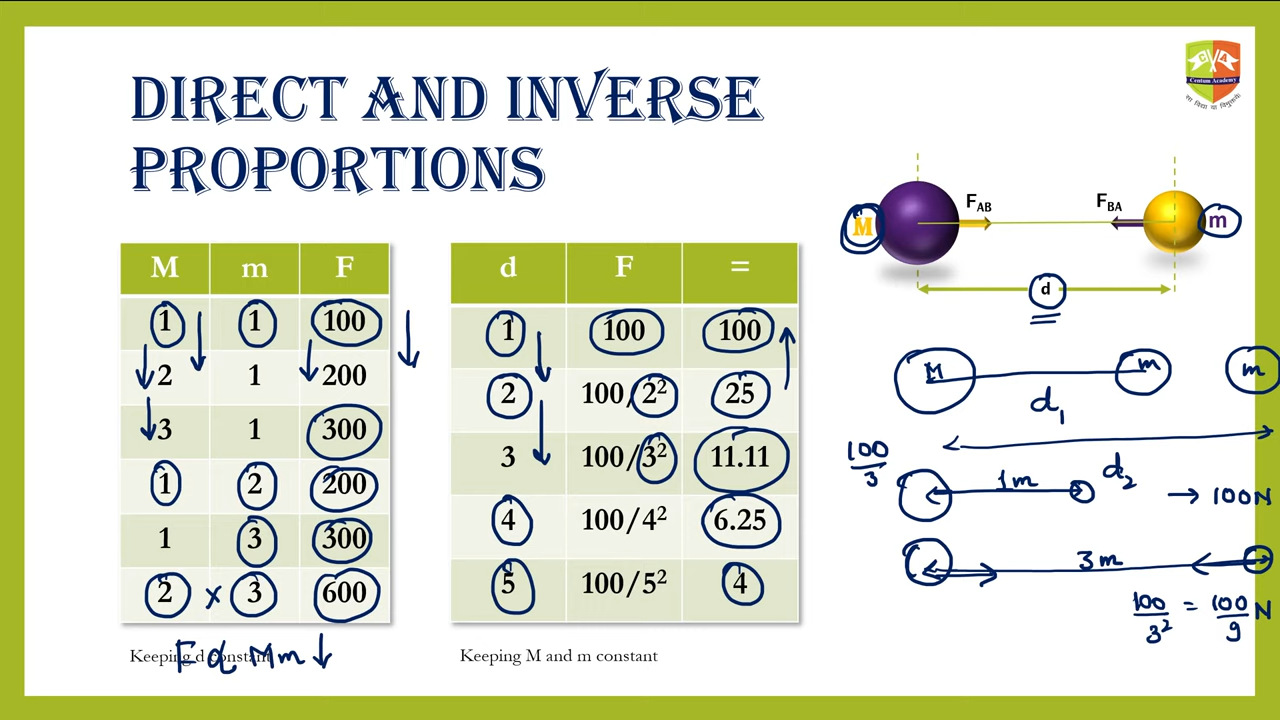 DIRECT AND INVERSE
PROPORTIONS
Centum Academy
M m F
1 1 100
2 1 200
3 1 300
1 2 200
1 3 300
2 × 3 600
Keeping d constant
F α Mm ↓
d F =
1 100 100
2 100/2² 25
3 100/3² 11.11
4 100/4² 6.25
5 100/5² 4
Keeping M and m constant
M F_AB F_BA m
d
M m m
d₁
d₂
100/3
1m → 100N
3m
100/3² = 100/9 N